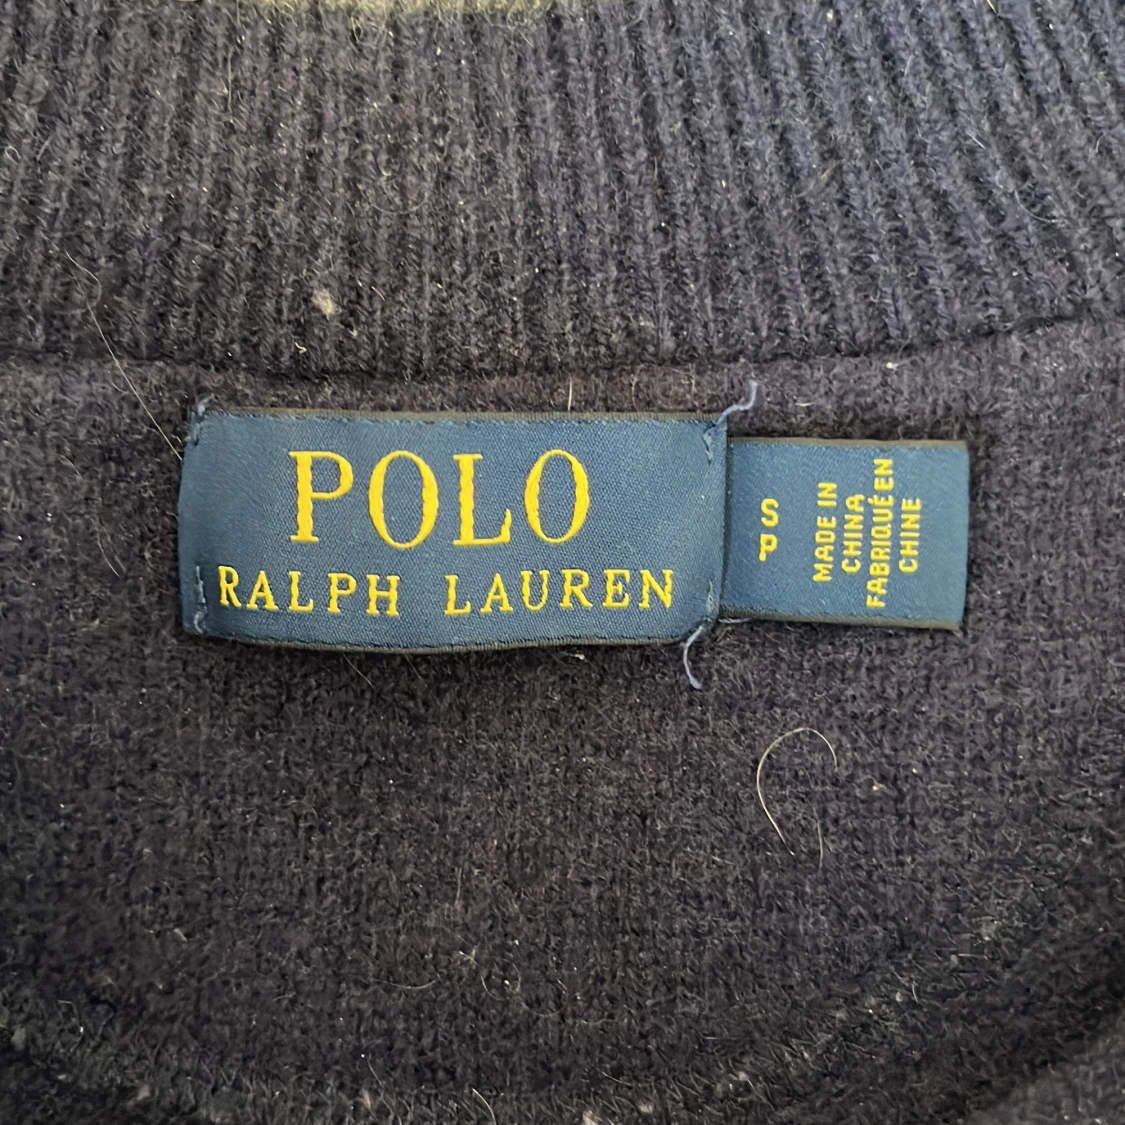 POLO
RALPH LAUREN
S
P
MADE IN
CHINA
FABRIQUÉ EN
CHINE